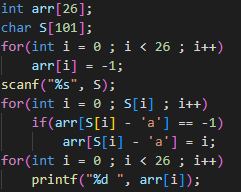 int arr[26];
char S[101];
for(int i = 0 ; i < 26 ; i++)
    arr[i] = -1;
scanf("%s", S);
for(int i = 0 ; S[i] ; i++)
    if(arr[S[i] - 'a'] == -1)
        arr[S[i] - 'a'] = i;
for(int i = 0 ; i < 26 ; i++)
    printf("%d ", arr[i]);